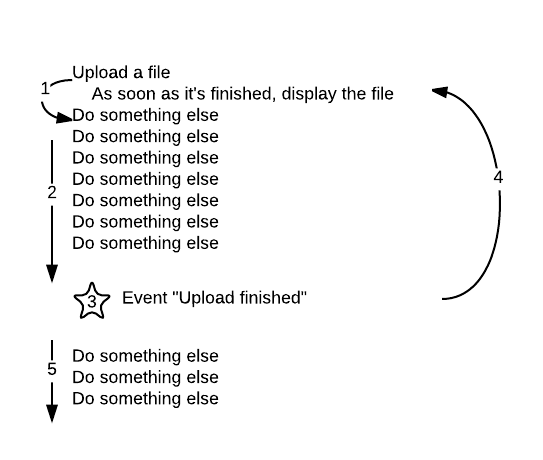 Upload a file
1
As soon as it's finished, display the file
Do something else
Do something else
Do something else
4
Do something else
2
Do something else
Do something else
Do something else
3 Event "Upload finished"
Do something else
5
Do something else
Do something else